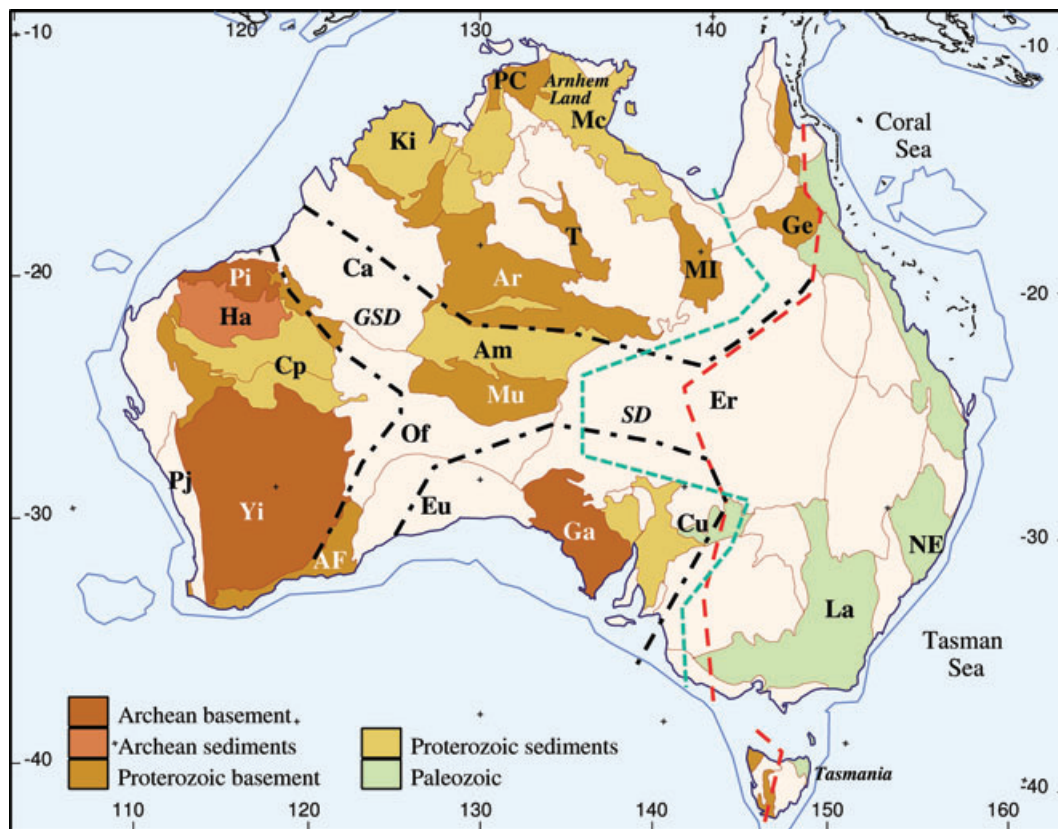 120
130
140
-10
-10
PC
Arnhem
Land
Mc
Coral
Sea
Ki
Ge
T
Ca
MI
-20
-20
Pi
Ar
Ha
GSD
Am
Cp
Mu
Er
SD
Of
Pj
Yi
Eu
Cu
-30
-30
Ga
NE
AF
La
Tasman
Sea
Archean basement
Archean sediments
Proterozoic sediments
Proterozoic basement
Paleozoic
-40
-40
Tasmania
110
120
130
140
150
160